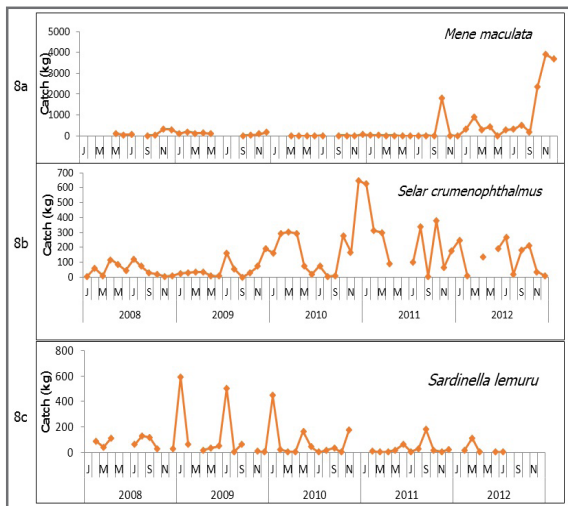 8a
Mene maculata
Catch (kg)
5000
4000
3000
2000
1000
0
J M M J S N J M M J S N J M M J S N J M M J S N J M M J S N
8b
Selar crumenophthalmus
Catch (kg)
700
600
500
400
300
200
100
0
J M M J S N J M M J S N J M M J S N J M M J S N J M M J S N
2008 2009 2010 2011 2012
8c
Sardinella lemuru
Catch (kg)
800
600
400
200
0
J M M J S N J M M J S N J M M J S N J M M J S N J M M J S N
2008 2009 2010 2011 2012